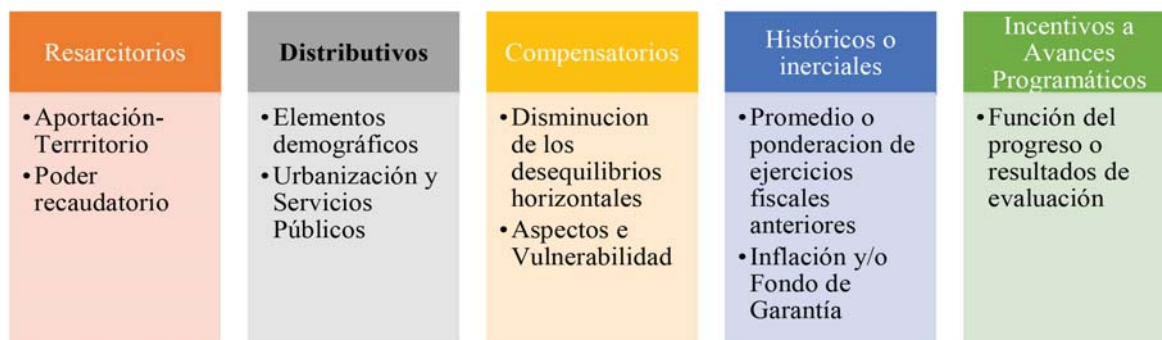 Resarcitorios
• Aportación-
Terrritorio
• Poder
recaudatorio
Distributivos
• Elementos
demográficos
• Urbanización y
Servicios
Públicos
Compensatorios
• Disminucion
de los
desequilibrios
horizontales
• Aspectos e
Vulnerabilidad
Históricos o
inerciales
• Promedio o
ponderacion de
ejercicios
fiscales
anteriores
• Inflación y/o
Fondo de
Garantía
Incentivos a
Avances
Programáticos
• Función del
progreso o
resultados de
evaluación